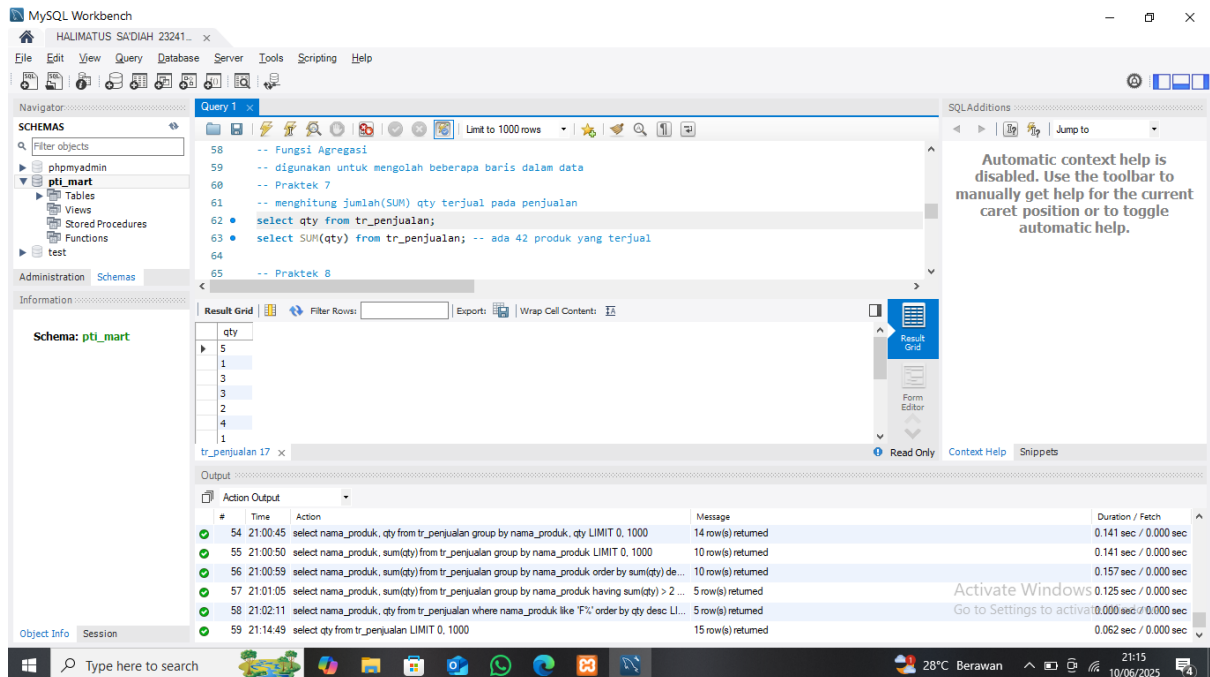 MySQL Workbench
HALIMATUS SA'DIAH 23241...
File Edit View Query Database Server Tools Scripting Help
Navigator
SCHEMAS
Filter objects
phpmyadmin
pti_mart
Tables
Views
Stored Procedures
Functions
test
Administration Schemas
Information
Schema: pti_mart
Object Info Session
Query 1
Limit to 1000 rows
58 -- Fungsi Agregasi
59 -- digunakan untuk mengolah beberapa baris dalam data
60 -- Praktek 7
61 -- menghitung jumlah(SUM) qty terjual pada penjualan
62 select qty from tr_penjualan;
63 select SUM(qty) from tr_penjualan; -- ada 42 produk yang terjual
64
65 -- Praktek 8
Result Grid Filter Rows: Export: Wrap Cell Content:
qty
5
1
3
3
2
4
1
Result Grid
Form Editor
tr_penjualan 17
Read Only
SQLAdditions
Jump to
Automatic context help is
disabled. Use the toolbar to
manually get help for the current
caret position or to toggle
automatic help.
Context Help Snippets
Output
Action Output
# Time Action Message Duration / Fetch
54 21:00:45 select nama_produk, qty from tr_penjualan group by nama_produk, qty LIMIT 0, 1000 14 row(s) returned 0.141 sec / 0.000 sec
55 21:00:50 select nama_produk, sum(qty) from tr_penjualan group by nama_produk LIMIT 0, 1000 10 row(s) returned 0.141 sec / 0.000 sec
56 21:00:59 select nama_produk, sum(qty) from tr_penjualan group by nama_produk order by sum(qty) de... 10 row(s) returned 0.157 sec / 0.000 sec
57 21:01:05 select nama_produk, sum(qty) from tr_penjualan group by nama_produk having sum(qty) > 2 ... 5 row(s) returned 0.125 sec / 0.000 sec
58 21:02:11 select nama_produk, qty from tr_penjualan where nama_produk like 'F%' order by qty desc LI... 5 row(s) returned 0.000 sec / 0.000 sec
59 21:14:49 select qty from tr_penjualan LIMIT 0, 1000 15 row(s) returned 0.062 sec / 0.000 sec
Activate Windows
Go to Settings to activate Windows.
Type here to search
28°C Berawan
21:15
10/06/2025
4